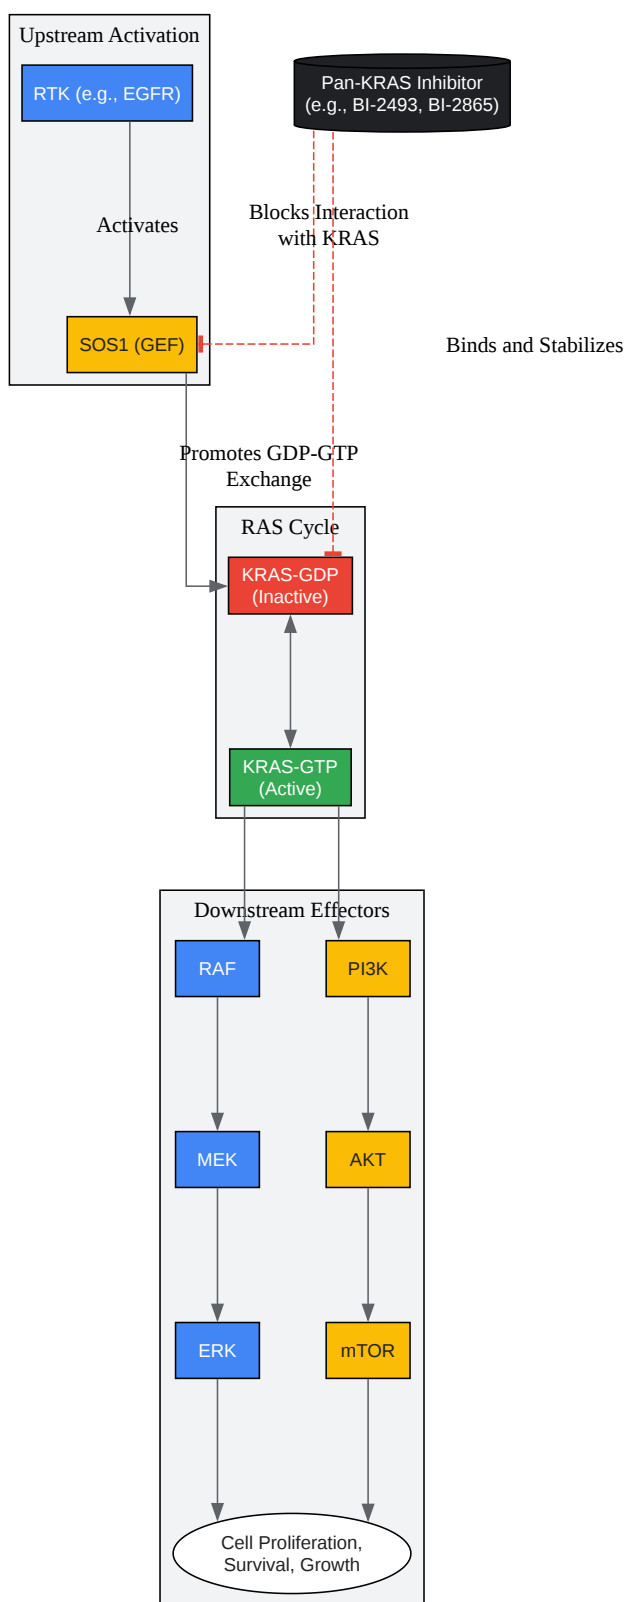 Upstream Activation
RTK (e.g., EGFR)
Pan-KRAS Inhibitor
(e.g., BI-2493, BI-2865)
Activates
Blocks Interaction
with KRAS
SOS1 (GEF)
Binds and Stabilizes
Promotes GDP-GTP
Exchange
RAS Cycle
KRAS-GDP
(Inactive)
KRAS-GTP
(Active)
Downstream Effectors
RAF
PI3K
MEK
AKT
ERK
mTOR
Cell Proliferation,
Survival, Growth